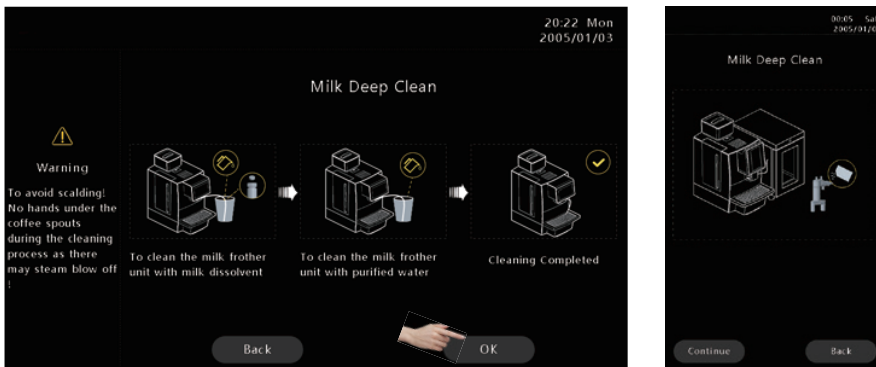 20:22 Mon
2005/01/03
Milk Deep Clean
Warning
To avoid scalding!
No hands under the
coffee spouts
during the cleaning
process as there
may steam blow off
!
To clean the milk frother
unit with milk dissolvent
To clean the milk frother
unit with purified water
Cleaning Completed
Back
OK
00:05 Sa
2005/01/0
Milk Deep Clean
Continue
Back